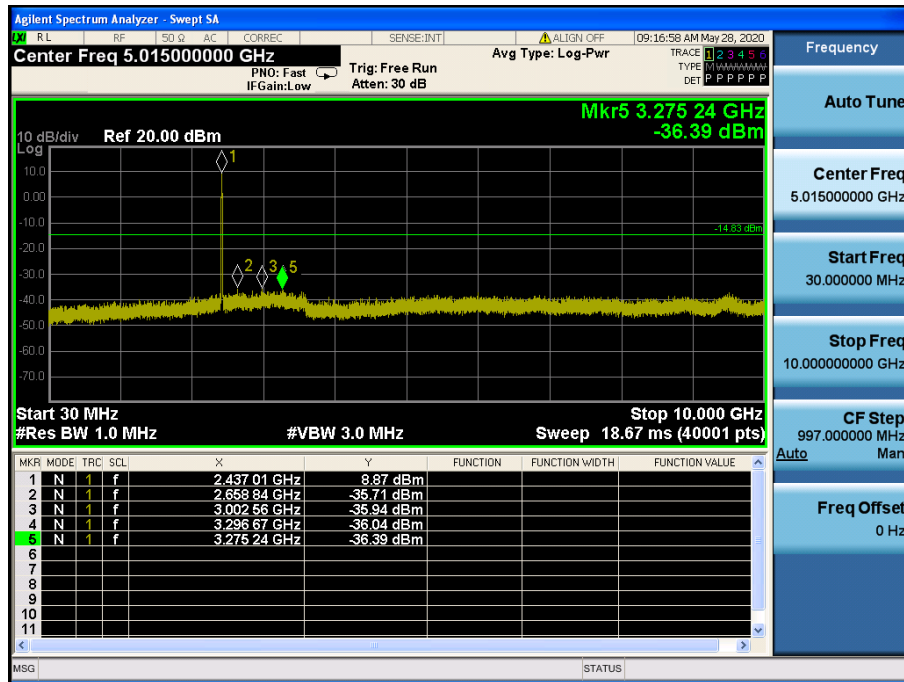 Agilent Spectrum Analyzer - Swept SA
LXI RL RF 50 Ω AC CORREC SENSE:INT ALIGN OFF 09:16:58 AM May 28, 2020
Center Freq 5.015000000 GHz
PNO: Fast
IFGain:Low
Trig: Free Run
Atten: 30 dB
Avg Type: Log-Pwr
TRACE 1 2 3 4 5 6
TYPE M WWWWW
DET P P P P P P
Mkr5 3.275 24 GHz
-36.39 dBm
10 dB/div Ref 20.00 dBm
Log
10.0
0.00
-10.0
-20.0
-30.0
-40.0
-50.0
-60.0
-70.0
1
2
3
5
-14.83 dBm
Start 30 MHz
Stop 10.000 GHz
#Res BW 1.0 MHz
#VBW 3.0 MHz
Sweep 18.67 ms (40001 pts)
MKR MODE TRC SCL X Y FUNCTION FUNCTION WIDTH FUNCTION VALUE
1 N 1 f 2.437 01 GHz 8.87 dBm
2 N 1 f 2.658 84 GHz -35.71 dBm
3 N 1 f 3.002 56 GHz -35.94 dBm
4 N 1 f 3.296 67 GHz -36.04 dBm
5 N 1 f 3.275 24 GHz -36.39 dBm
6
7
8
9
10
11
MSG
STATUS
Frequency
Auto Tune
Center Freq
5.015000000 GHz
Start Freq
30.000000 MHz
Stop Freq
10.000000000 GHz
CF Step
997.000000 MHz
Auto Man
Freq Offset
0 Hz